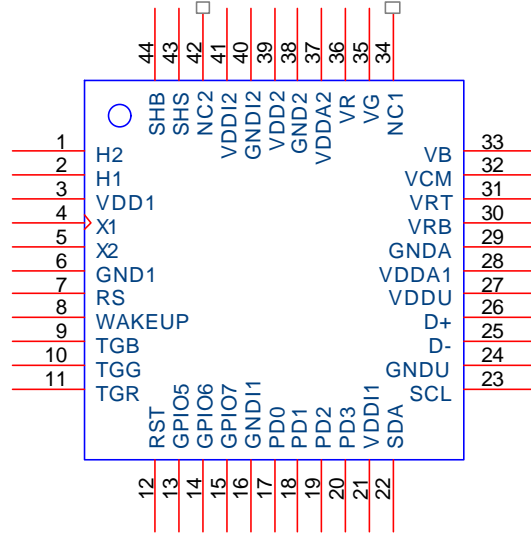 44 43 42 41 40 39 38 37 36 35 34
SHB SHS NC2 VDDI2 GNDI2 VDD2 GND2 VDDA2 VR VG NC1
1 H2 VB 33
2 H1 VCM 32
3 VDD1 VRT 31
4 X1 VRB 30
5 X2 GNDA 29
6 GND1 VDDA1 28
7 RS VDDU 27
8 WAKEUP D+ 26
9 TGB D- 25
10 TGG GNDU 24
11 TGR SCL 23
RST GPIO5 GPIO6 GPIO7 GNDI1 PD0 PD1 PD2 PD3 VDDI1 SDA
12 13 14 15 16 17 18 19 20 21 22